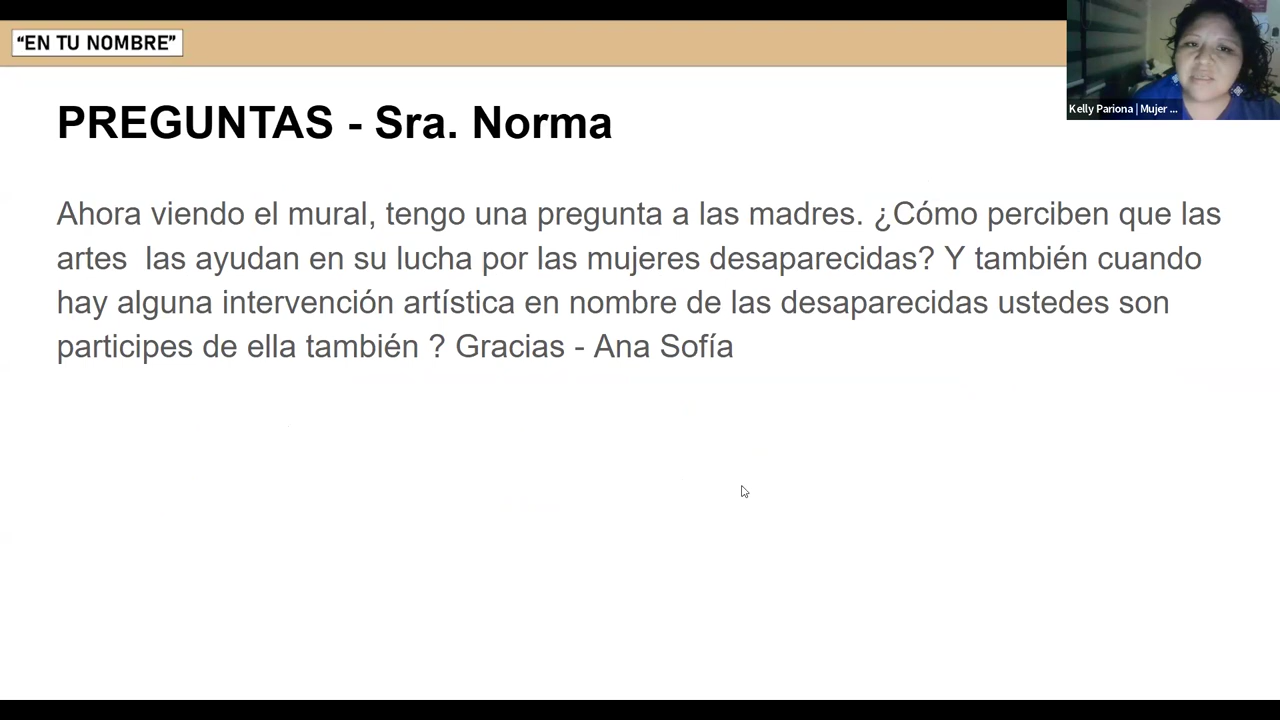 “EN TU NOMBRE”
Kelly Pariona | Mujer ...
PREGUNTAS - Sra. Norma
Ahora viendo el mural, tengo una pregunta a las madres. ¿Cómo perciben que las
artes  las ayudan en su lucha por las mujeres desaparecidas? Y también cuando
hay alguna intervención artística en nombre de las desaparecidas ustedes son
participes de ella también ? Gracias - Ana Sofía